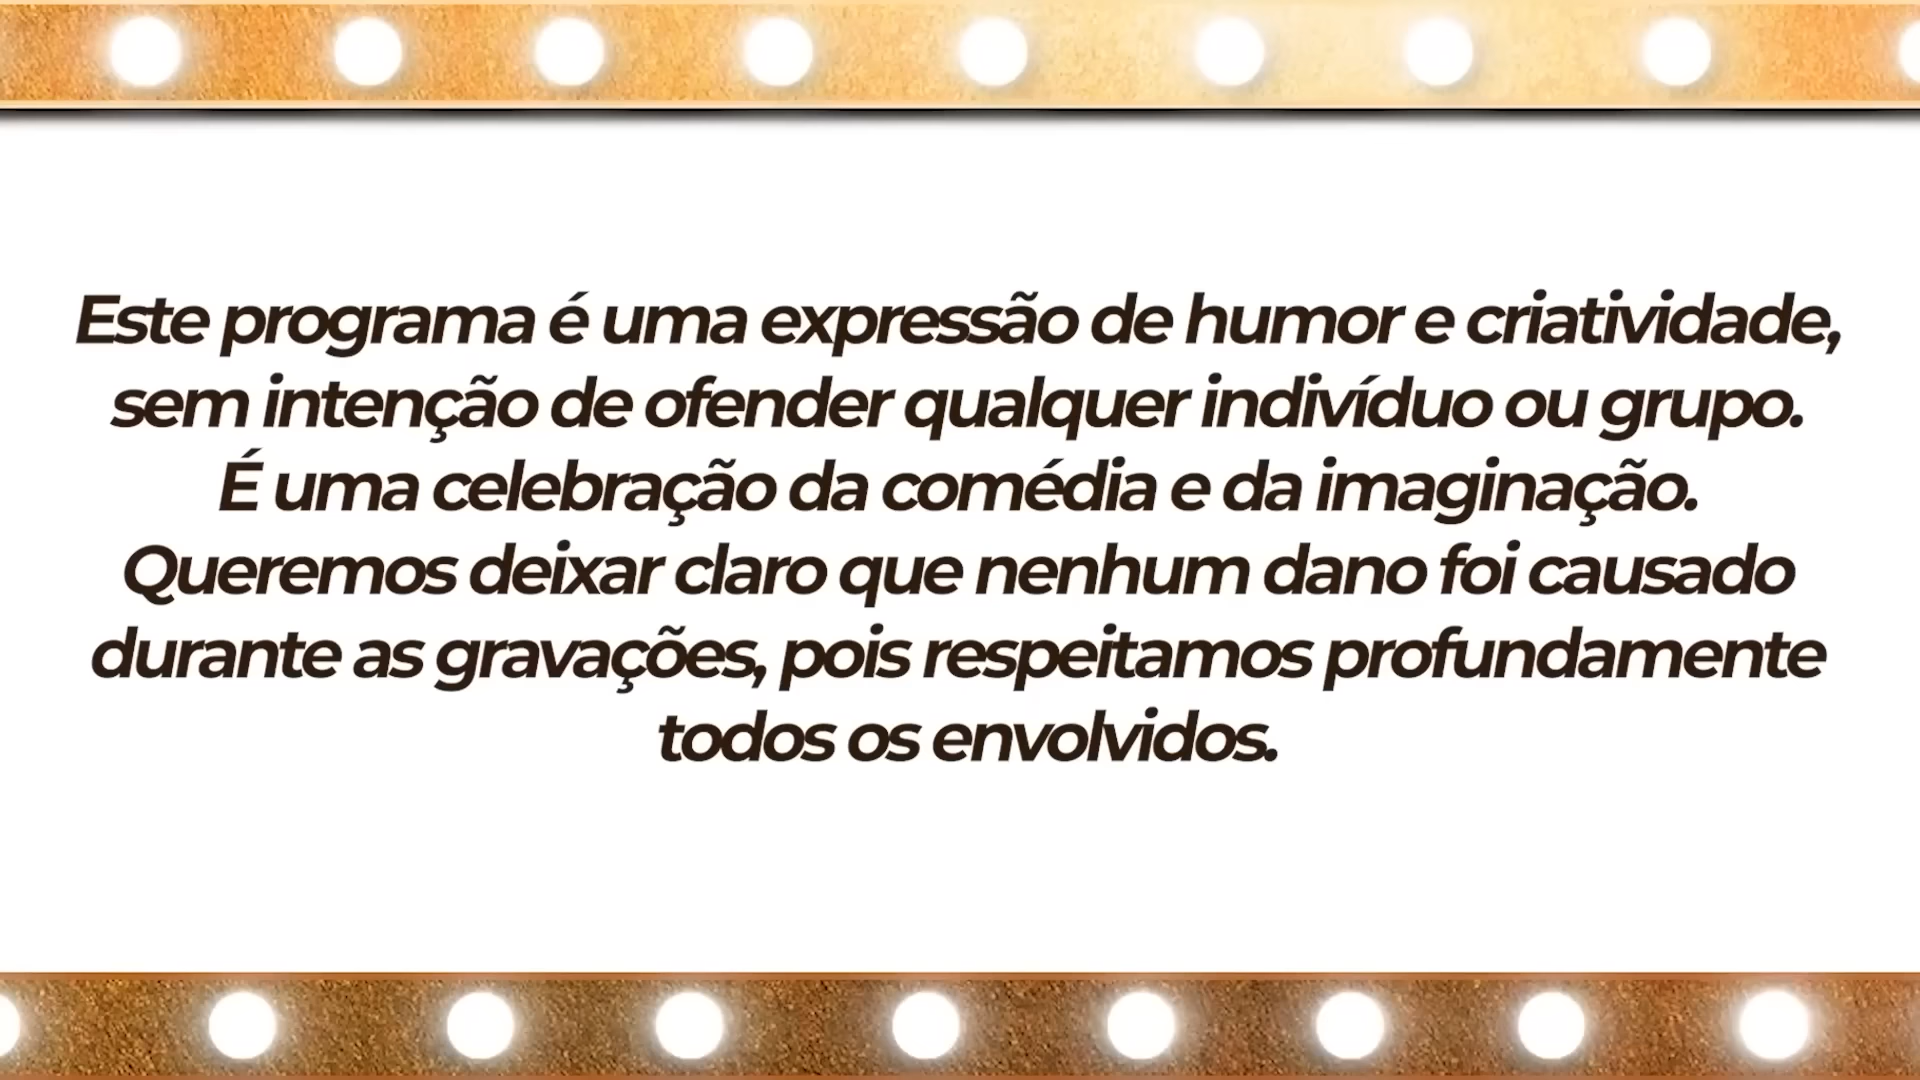 Este programa é uma expressão de humor e criatividade,
sem intenção de ofender qualquer indivíduo ou grupo.
É uma celebração da comédia e da imaginação.
Queremos deixar claro que nenhum dano foi causado
durante as gravações, pois respeitamos profundamente
todos os envolvidos.